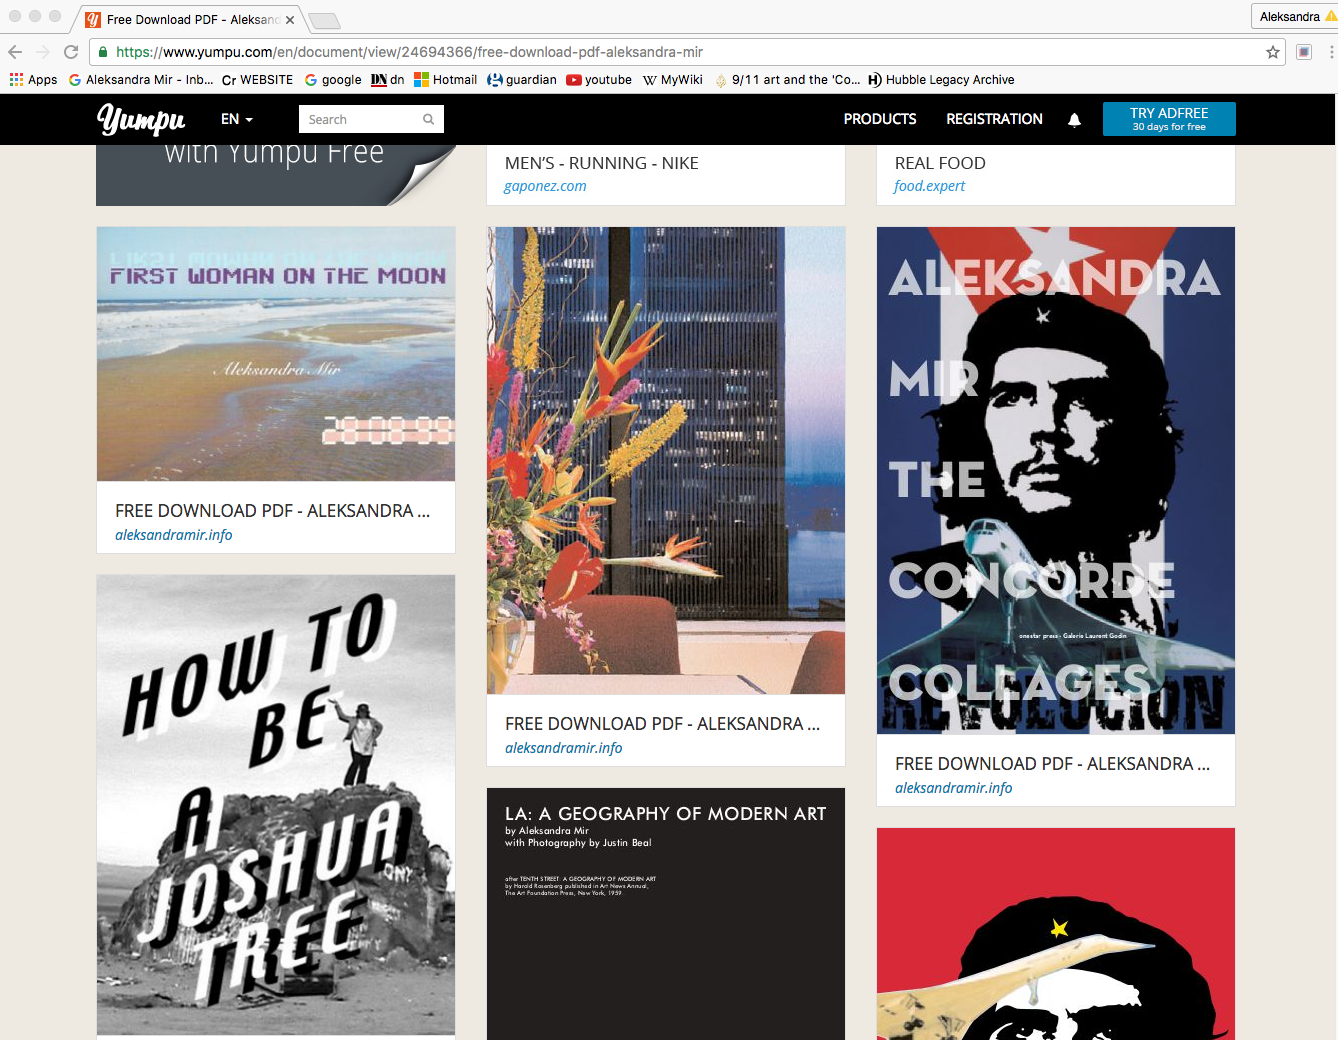 Free Download PDF - Aleksand
Aleksandra
https://www.yumpu.com/en/document/view/24694366/free-download-pdf-aleksandra-mir
Apps
Aleksandra Mir - Inb...
Cr WEBSITE
google
DN dn
Hotmail
guardian
youtube
W MyWiki
9/11 art and the 'Co...
Hubble Legacy Archive
Yumpu
EN
Search
PRODUCTS
REGISTRATION
TRY ADFREE
30 days for free
with Yumpu Free
MEN'S - RUNNING - NIKE
gaponez.com
REAL FOOD
food.expert
FIRST WOMAN ON THE MOON
Aleksandra Mir
FREE DOWNLOAD PDF - ALEKSANDRA ...
aleksandramir.info
HOW TO
BE
A
JOSHUA
TREE
ONY
FREE DOWNLOAD PDF - ALEKSANDRA ...
aleksandramir.info
LA: A GEOGRAPHY OF MODERN ART
by Aleksandra Mir
with Photography by Justin Beal
after TENTH STREET: A GEOGRAPHY OF MODERN ART
by Harold Rosenberg published in Art News Annual,
The Art Foundation Press, New York, 1959
ALEKSANDRA
MIR
THE
CONCORDE
onestar press - Galerie Laurent Godin
COLLAGES
FREE DOWNLOAD PDF - ALEKSANDRA ...
aleksandramir.info